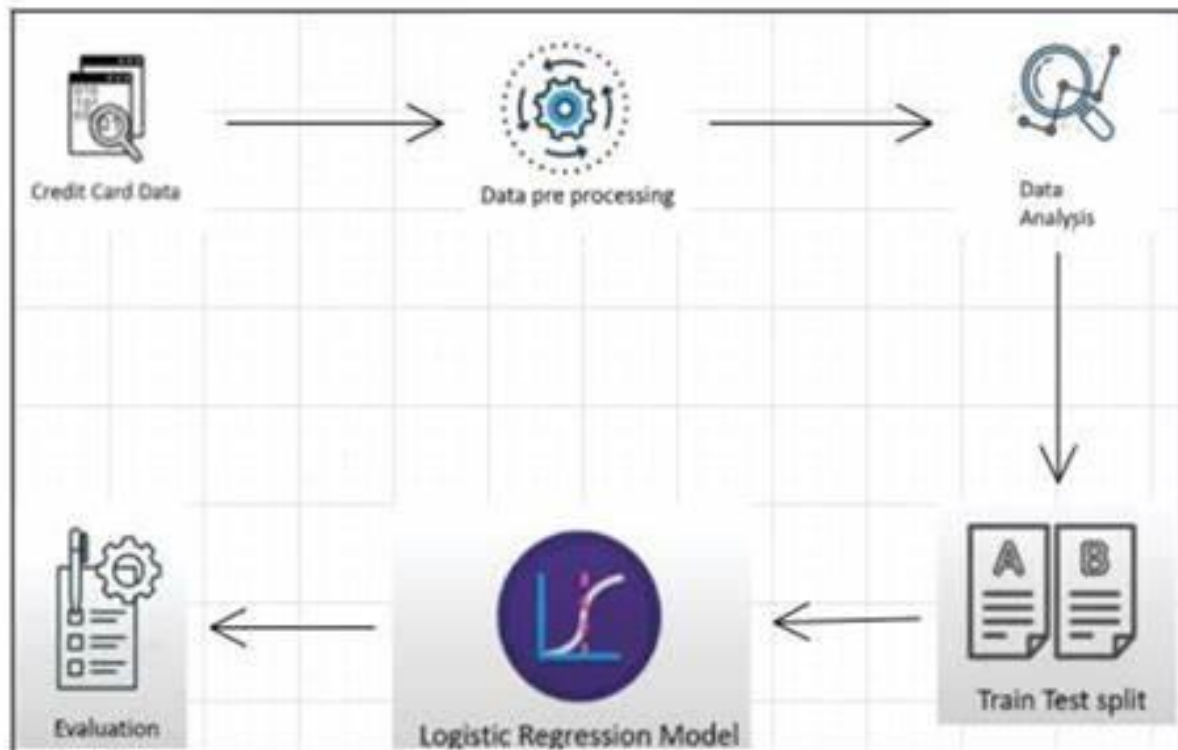 Credit Card Data
Data pre processing
Data
Analysis
A
B
Train Test split
Logistic Regression Model
Evaluation